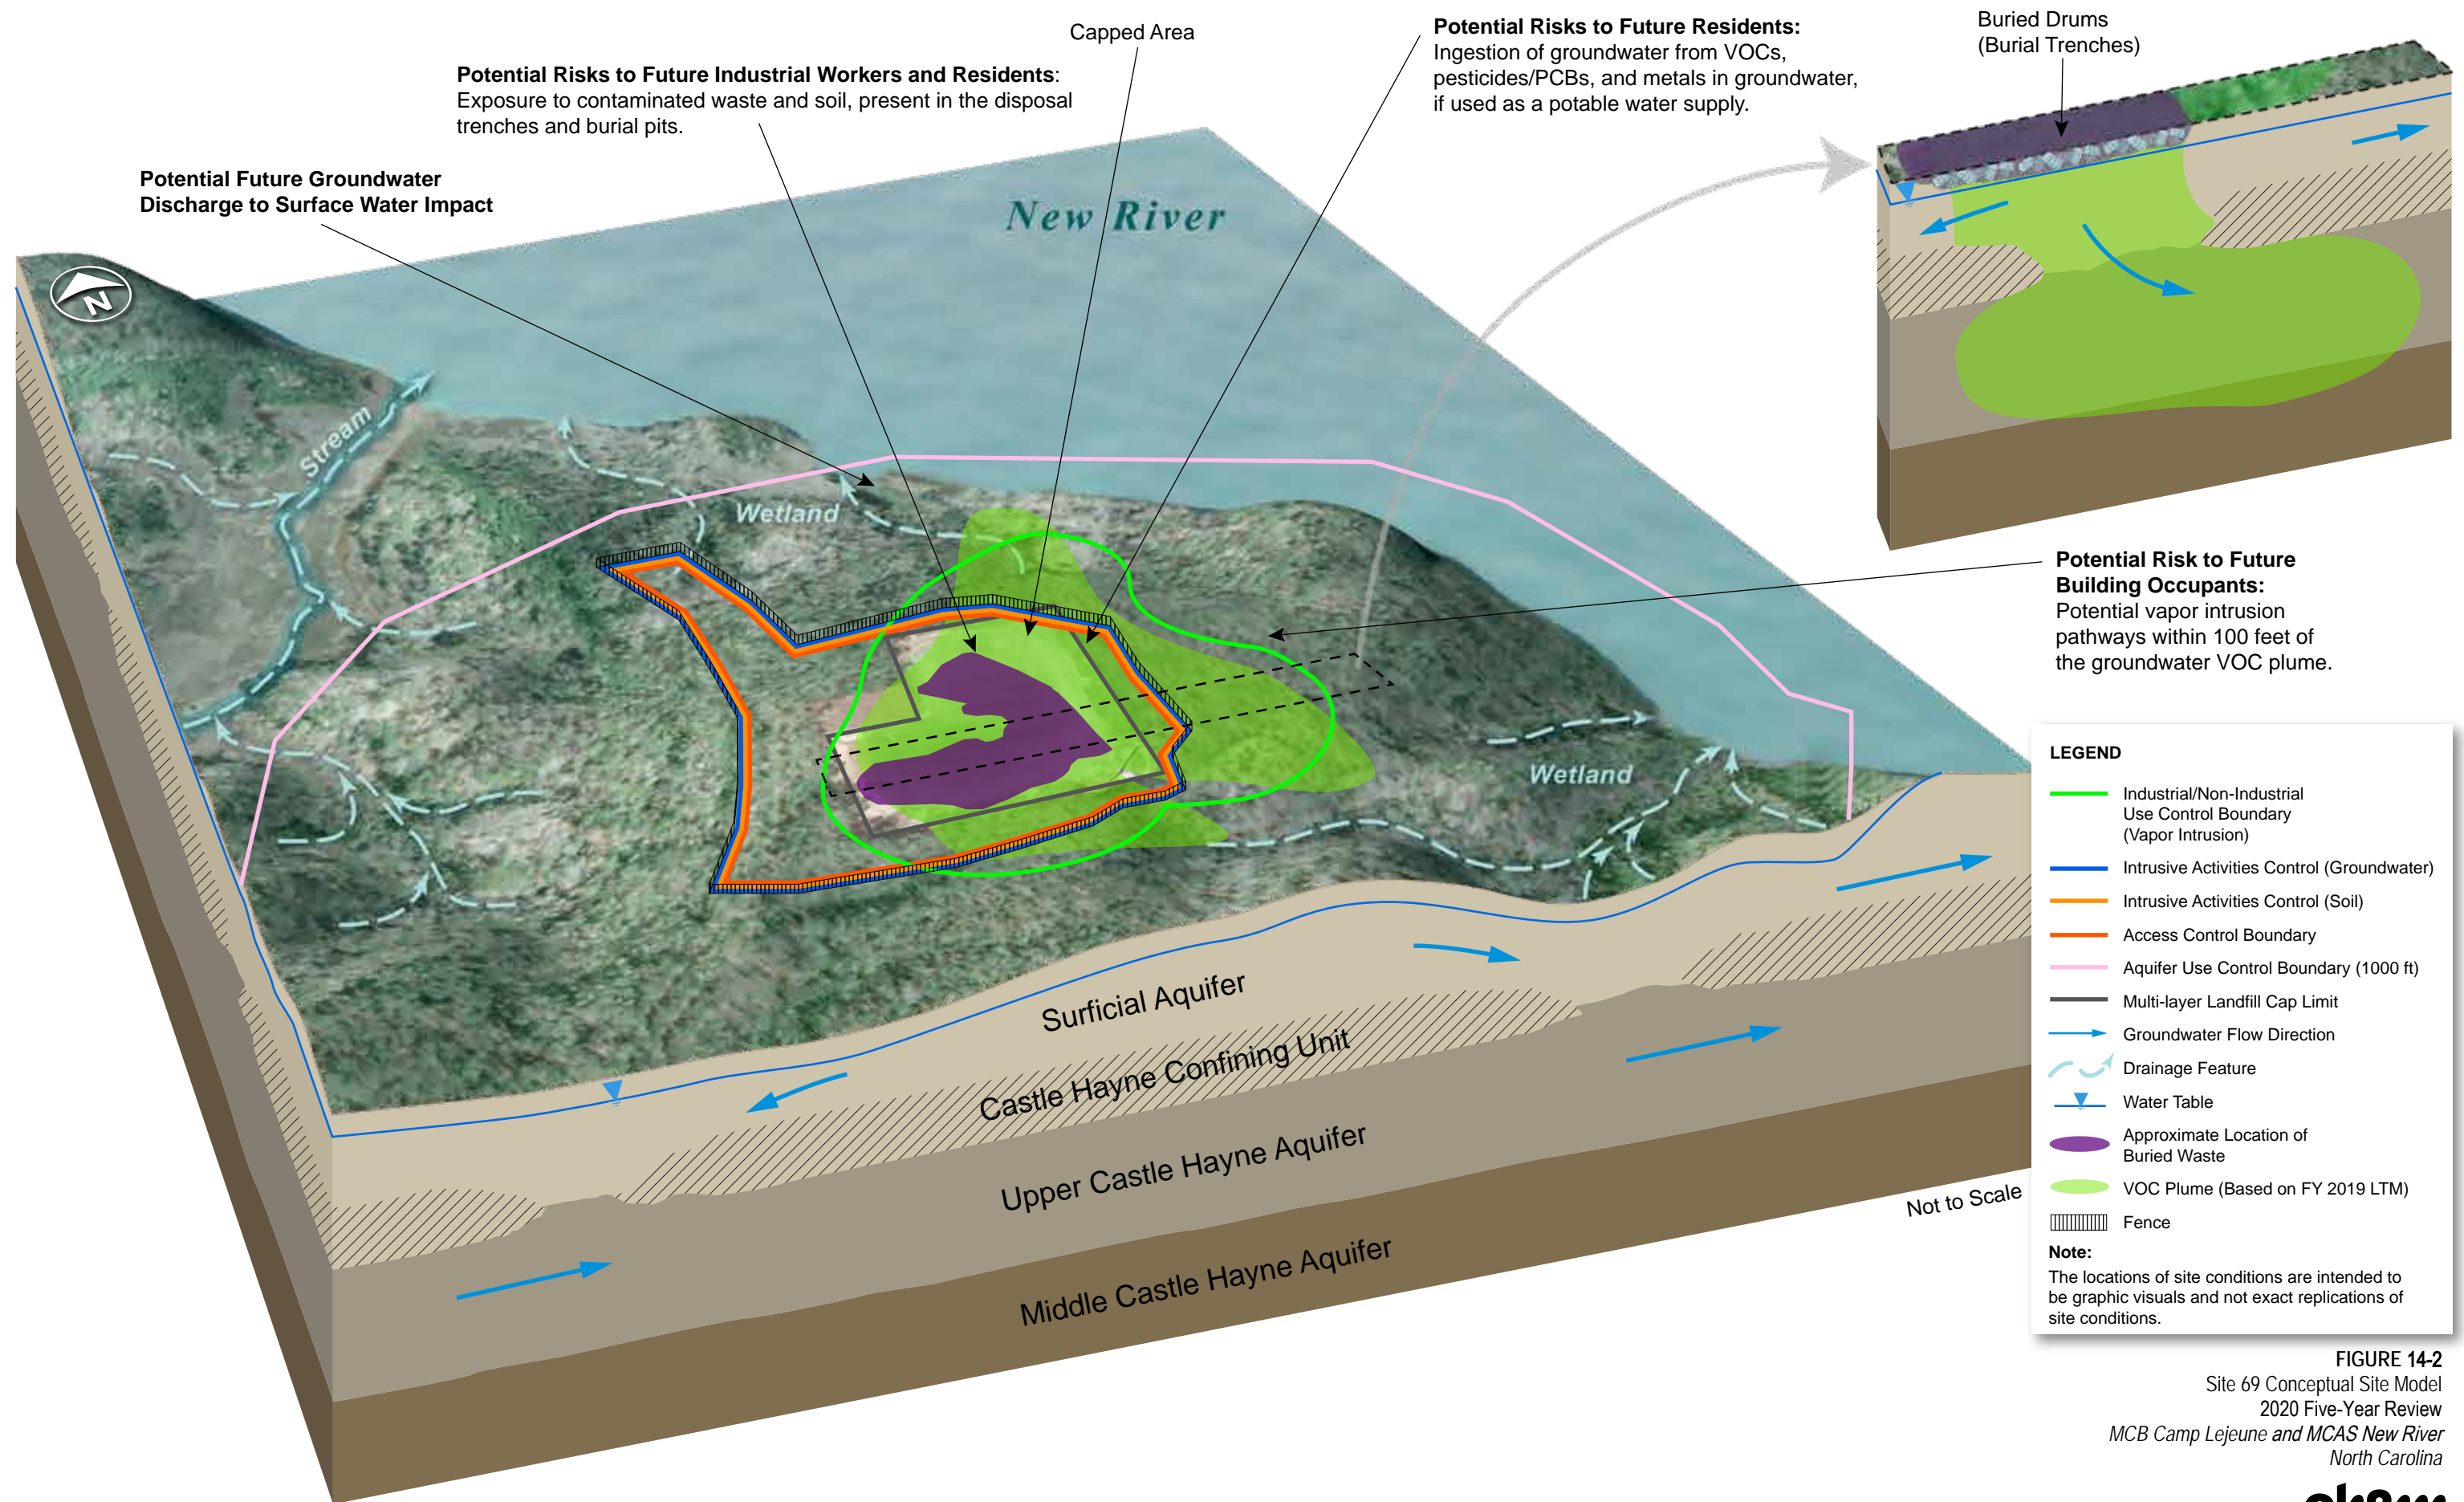 Capped Area
Potential Risks to Future Residents:
Ingestion of groundwater from VOCs,
pesticides/PCBs, and metals in groundwater,
if used as a potable water supply.
Buried Drums
(Burial Trenches)
Potential Risks to Future Industrial Workers and Residents:
Exposure to contaminated waste and soil, present in the disposal
trenches and burial pits.
Potential Future Groundwater
Discharge to Surface Water Impact
New River
N
Stream
Wetland
Potential Risk to Future
Building Occupants:
Potential vapor intrusion
pathways within 100 feet of
the groundwater VOC plume.
Wetland
Surficial Aquifer
Castle Hayne Confining Unit
Upper Castle Hayne Aquifer
Middle Castle Hayne Aquifer
Not to Scale
LEGEND
Industrial/Non-Industrial
Use Control Boundary
(Vapor Intrusion)
Intrusive Activities Control (Groundwater)
Intrusive Activities Control (Soil)
Access Control Boundary
Aquifer Use Control Boundary (1000 ft)
Multi-layer Landfill Cap Limit
Groundwater Flow Direction
Drainage Feature
Water Table
Approximate Location of
Buried Waste
VOC Plume (Based on FY 2019 LTM)
Fence
Note:
The locations of site conditions are intended to
be graphic visuals and not exact replications of
site conditions.
FIGURE 14-2
Site 69 Conceptual Site Model
2020 Five-Year Review
MCB Camp Lejeune and MCAS New River
North Carolina